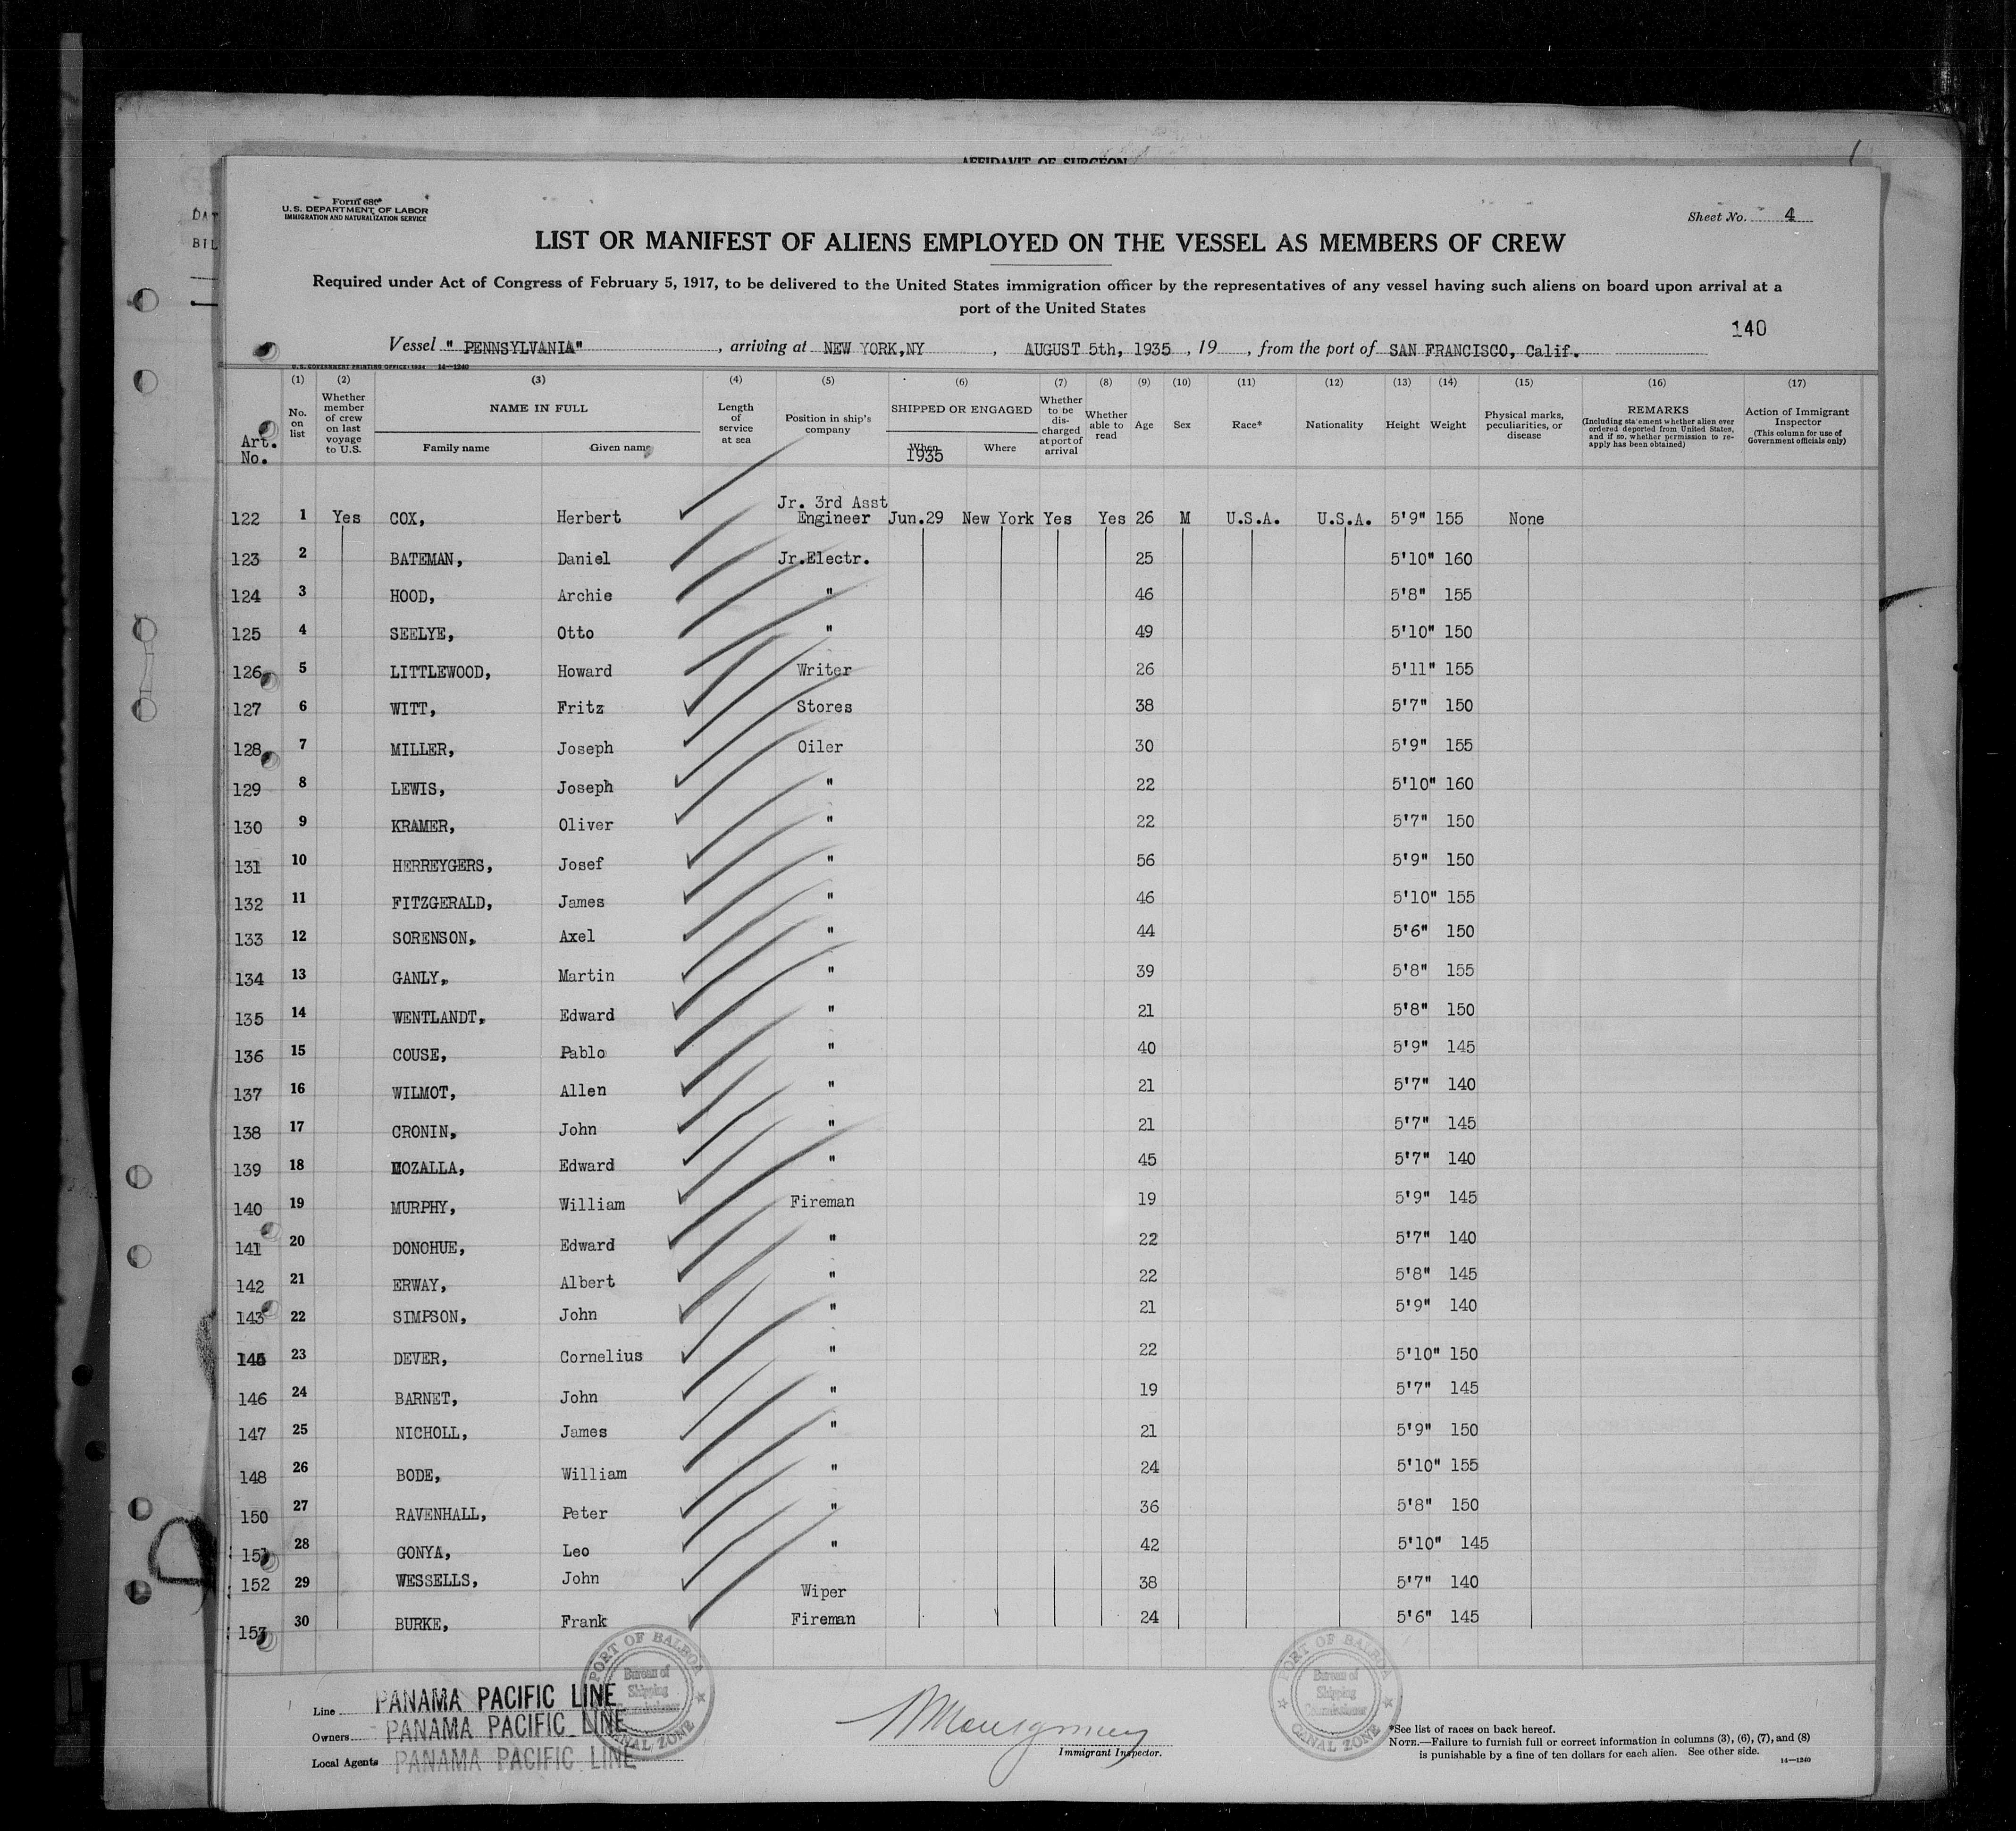 AFFIDAVIT OF SURGEON
DAT
BIL
Form 680
U. S. DEPARTMENT OF LABOR
IMMIGRATION AND NATURALIZATION SERVICE
Sheet No. 4
LIST OR MANIFEST OF ALIENS EMPLOYED ON THE VESSEL AS MEMBERS OF CREW
Required under Act of Congress of February 5, 1917, to be delivered to the United States immigration officer by the representatives of any vessel having such aliens on board upon arrival at a
port of the United States
140
Vessel " PENNSYLVANIA" , arriving at NEW YORK,NY , AUGUST 5th, 1935 , 19 , from the port of SAN FRANCISCO, Calif.
U. S. GOVERNMENT PRINTING OFFICE: 1934 14—1240
(1) (2) (3) (4) (5) (6) (7) (8) (9) (10) (11) (12) (13) (14) (15) (16) (17)
Art. No.
No. on list
Whether member of crew on last voyage to U.S.
NAME IN FULL
Family name Given name
Length of service at sea
Position in ship's company
SHIPPED OR ENGAGED
When Where
1935
Whether to be discharged at port of arrival
Whether able to read
Age
Sex
Race*
Nationality
Height
Weight
Physical marks, peculiarities, or disease
REMARKS
(Including statement whether alien ever ordered deported from United States, and if so, whether permission to reapply has been obtained)
Action of Immigrant Inspector
(This column for use of Government officials only)
122 1 Yes COX, Herbert Jr. 3rd Asst Engineer Jun.29 New York Yes Yes 26 M U.S.A. U.S.A. 5'9" 155 None
123 2 BATEMAN, Daniel Jr.Electr. 25 5'10" 160
124 3 HOOD, Archie " 46 5'8" 155
125 4 SEELYE, Otto " 49 5'10" 150
126 5 LITTLEWOOD, Howard Writer 26 5'11" 155
127 6 WITT, Fritz Stores 38 5'7" 150
128 7 MILLER, Joseph Oiler 30 5'9" 155
129 8 LEWIS, Joseph " 22 5'10" 160
130 9 KRAMER, Oliver " 22 5'7" 150
131 10 HERREYGERS, Josef " 56 5'9" 150
132 11 FITZGERALD, James " 46 5'10" 155
133 12 SORENSON, Axel " 44 5'6" 150
134 13 GANLY, Martin " 39 5'8" 155
135 14 WENTLANDT, Edward " 21 5'8" 150
136 15 COUSE, Pablo " 40 5'9" 145
137 16 WILMOT, Allen " 21 5'7" 140
138 17 CRONIN, John " 21 5'7" 145
139 18 MOZALLA, Edward " 45 5'7" 140
140 19 MURPHY, William Fireman 19 5'9" 145
141 20 DONOHUE, Edward " 22 5'7" 140
142 21 ERWAY, Albert " 22 5'8" 145
143 22 SIMPSON, John " 21 5'9" 140
145 23 DEVER, Cornelius " 22 5'10" 150
146 24 BARNET, John " 19 5'7" 145
147 25 NICHOLL, James " 21 5'9" 150
148 26 BODE, William " 24 5'10" 155
150 27 RAVENHALL, Peter " 36 5'8" 150
151 28 GONYA, Leo " 42 5'10" 145
152 29 WESSELLS, John Wiper 38 5'7" 140
153 30 BURKE, Frank Fireman 24 5'6" 145
Line PANAMA PACIFIC LINE
Owners PANAMA PACIFIC LINE
Local Agents PANAMA PACIFIC LINE
PORT OF BALBOA
Bureau of
Shipping
Commissioner
CANAL ZONE
Montgomery
Immigrant Inspector.
PORT OF BALBOA
Bureau of
Shipping
Commissioner
CANAL ZONE
*See list of races on back hereof.
NOTE.—Failure to furnish full or correct information in columns (3), (6), (7), and (8)
is punishable by a fine of ten dollars for each alien. See other side.
14—1240